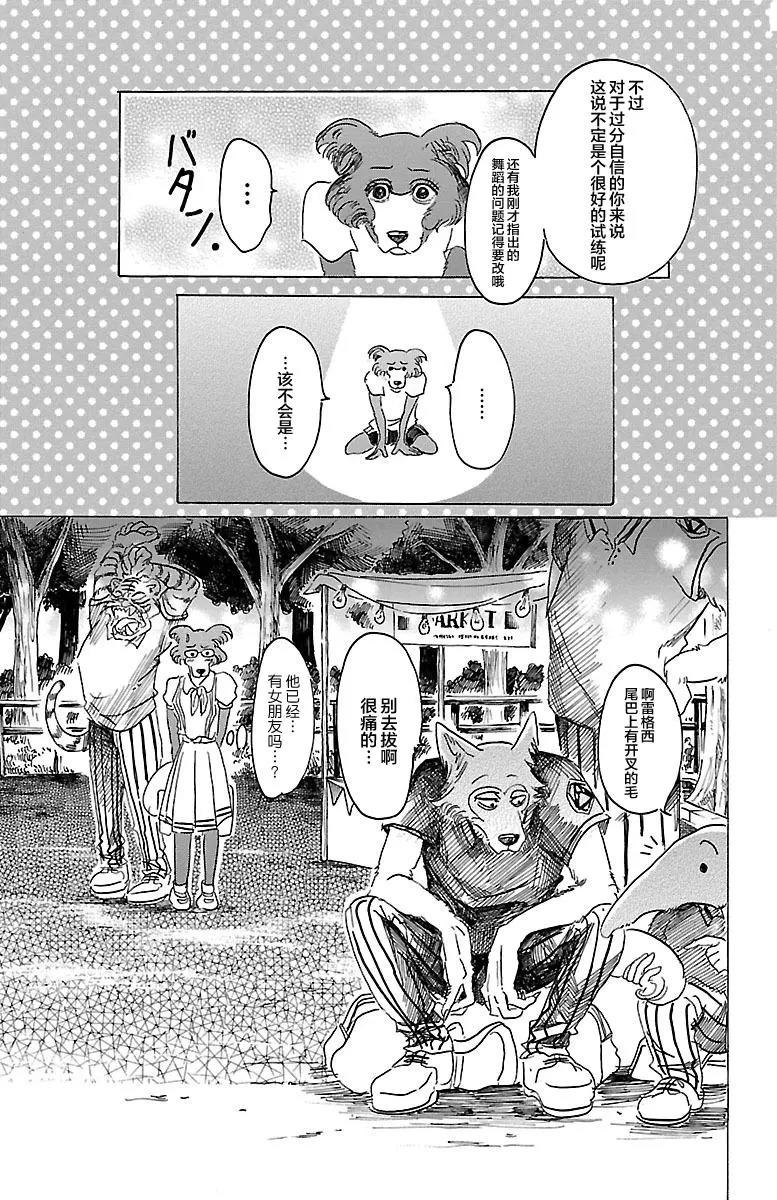 不过
对于过分自信的你来说
这说不定是个很好的试练呢
还有我刚才指出的
舞蹈的问题记得要改哦
…
バタン.
……
…该不会是…
啊雷格西
尾巴上有开叉的毛
别去拔啊
很痛的…
他已经…
有女朋友吗…?